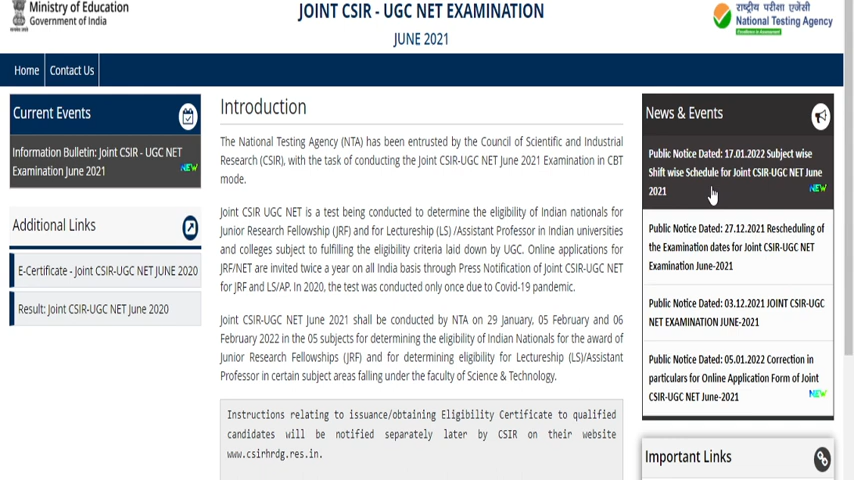 Ministry of Education
Government of India
JOINT CSIR - UGC NET EXAMINATION
JUNE 2021
राष्ट्रीय परीक्षा एजेंसी
National Testing Agency
Excellence in Assessment
Home
Contact Us
Current Events
Information Bulletin: Joint CSIR - UGC NET
Examination June 2021
NEW
Additional Links
E-Certificate - Joint CSIR-UGC NET JUNE 2020
Result: Joint CSIR-UGC NET June 2020
Introduction
The National Testing Agency (NTA) has been entrusted by the Council of Scientific and Industrial
Research (CSIR), with the task of conducting the Joint CSIR-UGC NET June 2021 Examination in CBT
mode.
Joint CSIR UGC NET is a test being conducted to determine the eligibility of Indian nationals for
Junior Research Fellowship (JRF) and for Lectureship (LS) /Assistant Professor in Indian universities
and colleges subject to fulfilling the eligibility criteria laid down by UGC. Online applications for
JRF/NET are invited twice a year on all India basis through Press Notification of Joint CSIR-UGC NET
for JRF and LS/AP. In 2020, the test was conducted only once due to Covid-19 pandemic.
Joint CSIR-UGC NET June 2021 shall be conducted by NTA on 29 January, 05 February and 06
February 2022 in the 05 subjects for determining the eligibility of Indian Nationals for the award of
Junior Research Fellowships (JRF) and for determining eligibility for Lectureship (LS)/Assistant
Professor in certain subject areas falling under the faculty of Science & Technology.
Instructions relating to issuance/obtaining Eligibility Certificate to qualified
candidates will be notified separately later by CSIR on their website
www.csirhrdg.res.in.
News & Events
Public Notice Dated: 17.01.2022 Subject wise
Shift wise Schedule for Joint CSIR-UGC NET June
2021
NEW
Public Notice Dated: 27.12.2021 Rescheduling of
the Examination dates for Joint CSIR-UGC NET
Examination June-2021
Public Notice Dated: 03.12.2021 JOINT CSIR-UGC
NET EXAMINATION JUNE-2021
Public Notice Dated: 05.01.2022 Correction in
particulars for Online Application Form of Joint
CSIR-UGC NET June-2021
NEW
Important Links